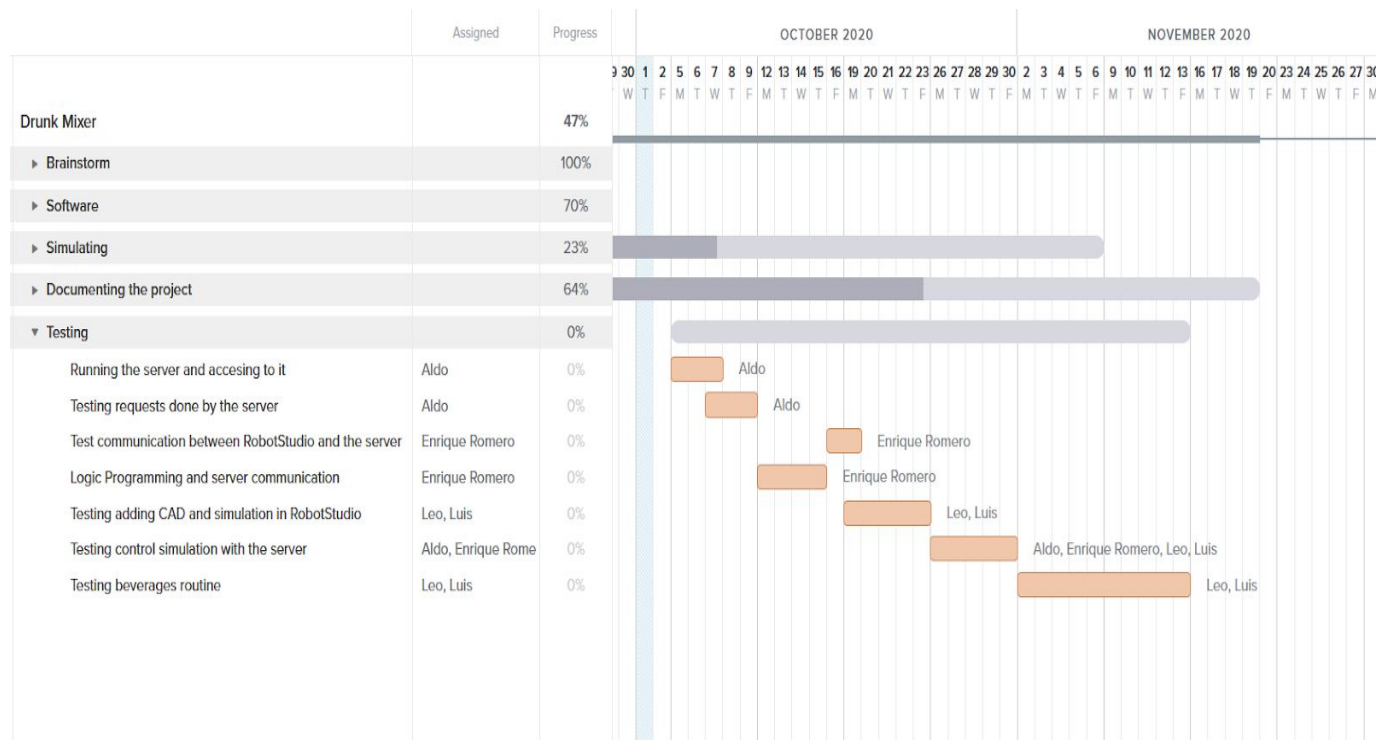 Assigned Progress OCTOBER 2020 NOVEMBER 2020
9 30 1 2 5 6 7 8 9 12 13 14 15 16 19 20 21 22 23 26 27 28 29 30 2 3 4 5 6 9 10 11 12 13 16 17 18 19 20 23 24 25 26 27 30
W T F M T W T F M T W T F M T W T F M T W T F M T W T F M T W T F M T W T F M T W T F M
Drunk Mixer 47%
Brainstorm 100%
Software 70%
Simulating 23%
Documenting the project 64%
Testing 0%
Running the server and accesing to it Aldo 0% Aldo
Testing requests done by the server Aldo 0% Aldo
Test communication between RobotStudio and the server Enrique Romero 0% Enrique Romero
Logic Programming and server communication Enrique Romero 0% Enrique Romero
Testing adding CAD and simulation in RobotStudio Leo, Luis 0% Leo, Luis
Testing control simulation with the server Aldo, Enrique Rome 0% Aldo, Enrique Romero, Leo, Luis
Testing beverages routine Leo, Luis 0% Leo, Luis